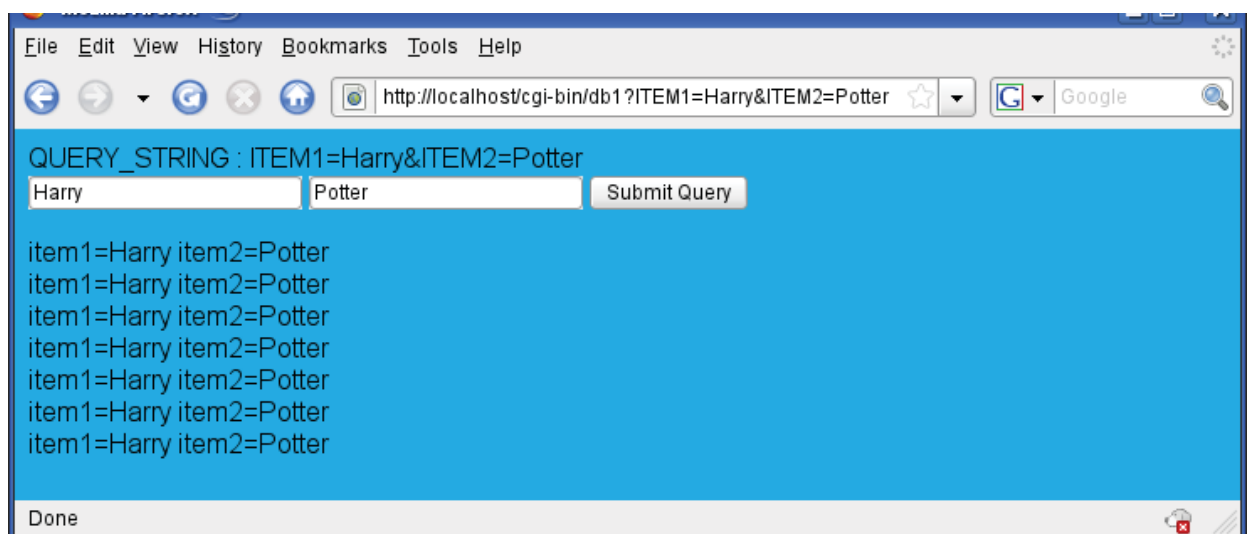 File Edit View History Bookmarks Tools Help
http://localhost/cgi-bin/db1?ITEM1=Harry&ITEM2=Potter G Google
QUERY_STRING : ITEM1=Harry&ITEM2=Potter
Harry Potter Submit Query
item1=Harry item2=Potter
item1=Harry item2=Potter
item1=Harry item2=Potter
item1=Harry item2=Potter
item1=Harry item2=Potter
item1=Harry item2=Potter
item1=Harry item2=Potter
Done